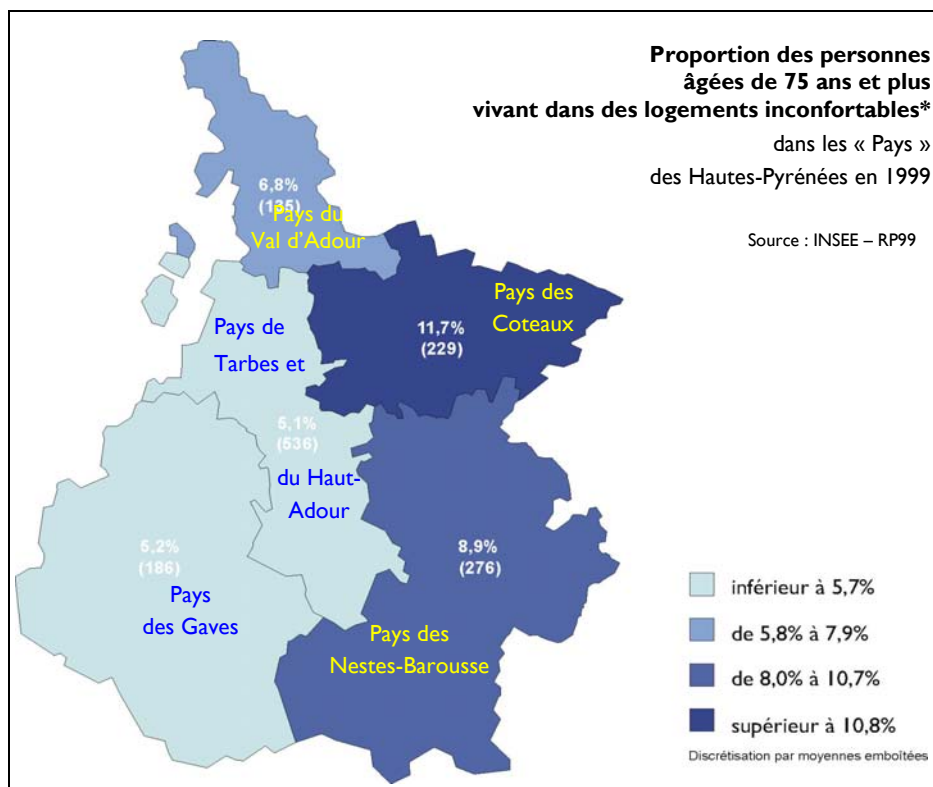 Proportion des personnes
âgées de 75 ans et plus
vivant dans des logements inconfortables*
dans les « Pays »
des Hautes-Pyrénées en 1999
Source : INSEE – RP99
6,8%
(135)
Pays du
Val d'Adour
Pays des
Coteaux
11,7%
(229)
Pays de
Tarbes et
5,1%
(536)
du Haut-
Adour
5,2%
(186)
Pays
des Gaves
8,9%
(276)
Pays des
Nestes-Barousse
inférieur à 5,7%
de 5,8% à 7,9%
de 8,0% à 10,7%
supérieur à 10,8%
Discrétisation par moyennes emboîtées